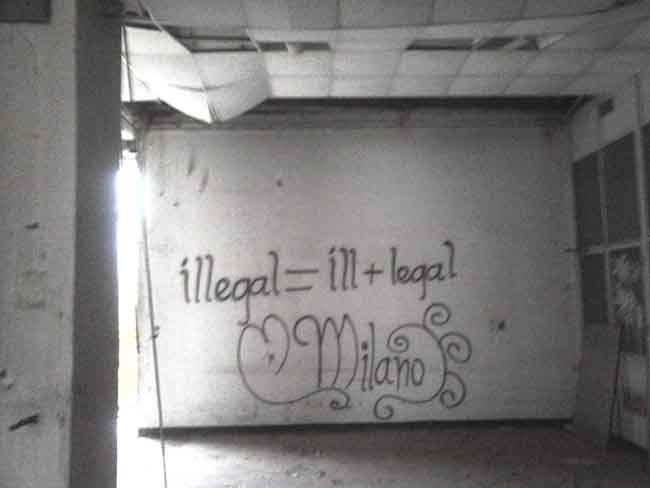 illegal = ill + legal
Milano